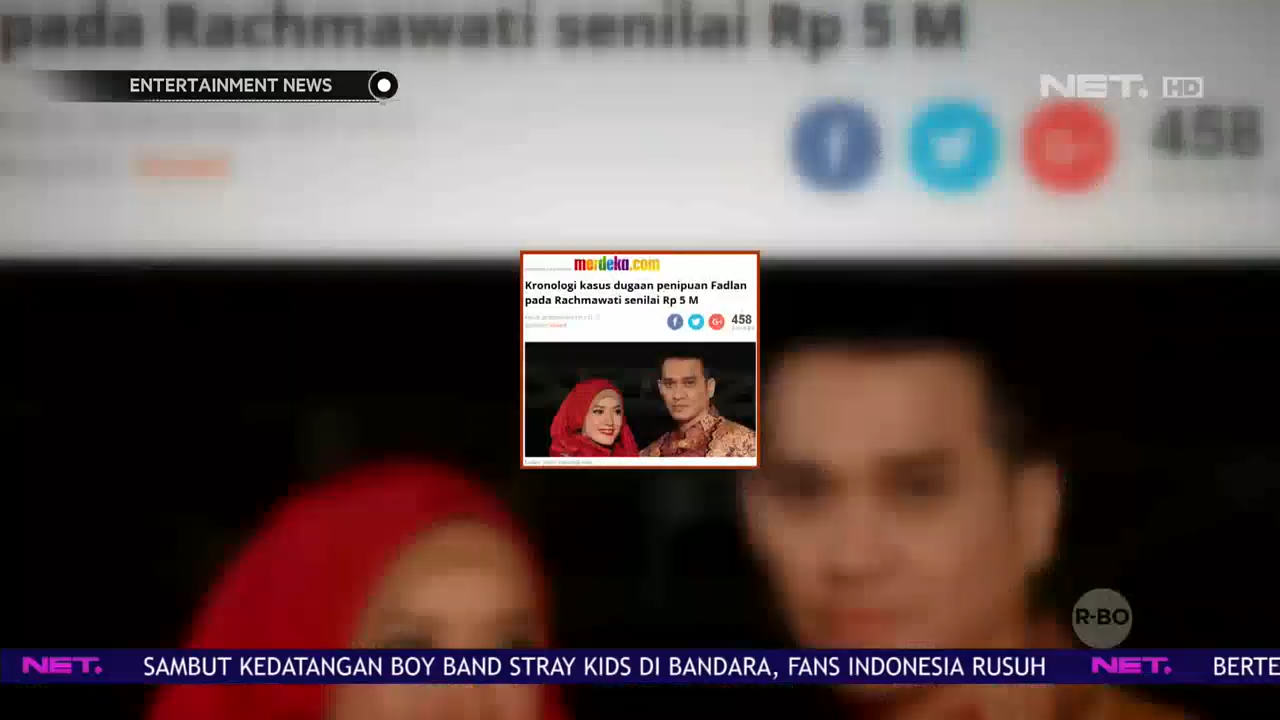 pada Rachmawati senilai Rp 5 M
ENTERTAINMENT NEWS
NET. HD
458
merdeka.com
Kronologi kasus dugaan penipuan Fadlan
pada Rachmawati senilai Rp 5 M
458
R-BO
NET. SAMBUT KEDATANGAN BOY BAND STRAY KIDS DI BANDARA, FANS INDONESIA RUSUH NET. BERTE